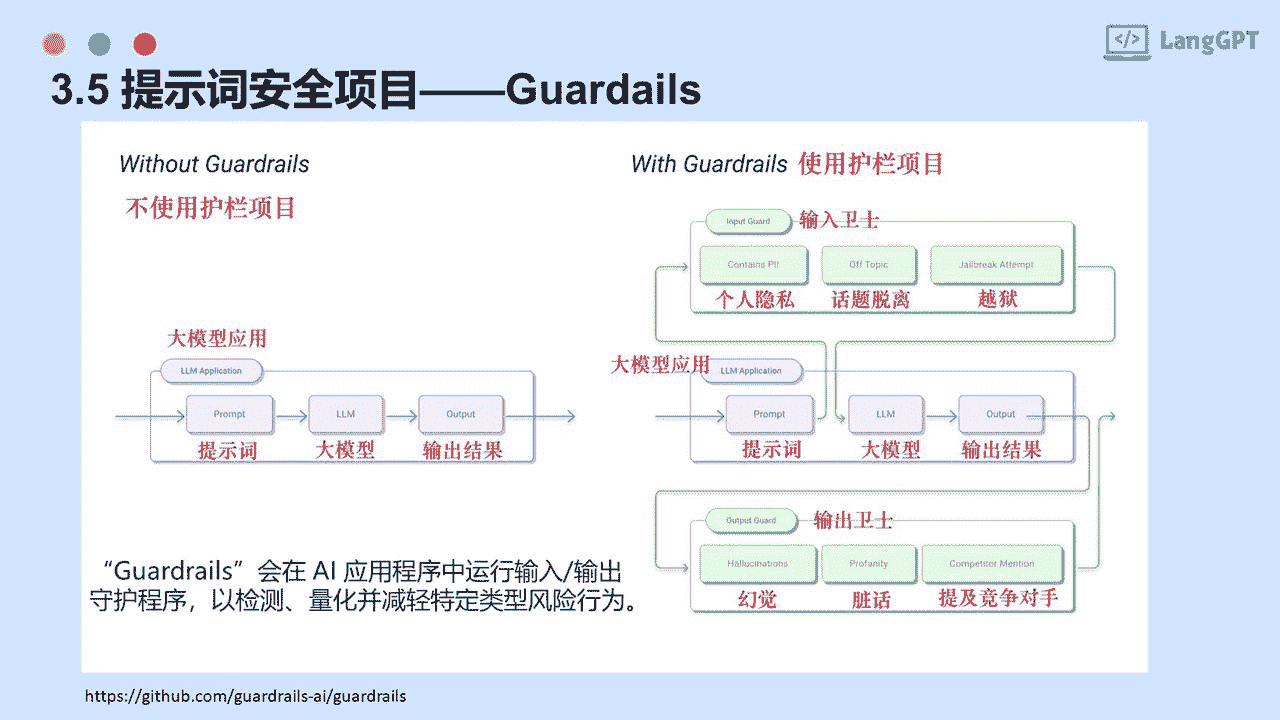 </> LangGPT
3.5 提示词安全项目——Guardails
Without Guardrails
不使用护栏项目
大模型应用
LLM Application
Prompt LLM Output
提示词 大模型 输出结果
“Guardrails”会在 AI 应用程序中运行输入/输出
守护程序，以检测、量化并减轻特定类型风险行为。
With Guardrails 使用护栏项目
Input Guard 输入卫士
Contains PII Off Topic Jailbreak Attempt
个人隐私 话题脱离 越狱
大模型应用 LLM Application
Prompt LLM Output
提示词 大模型 输出结果
Output Guard 输出卫士
Hallucinations Profanity Competitor Mention
幻觉 脏话 提及竞争对手
https://github.com/guardrails-ai/guardrails